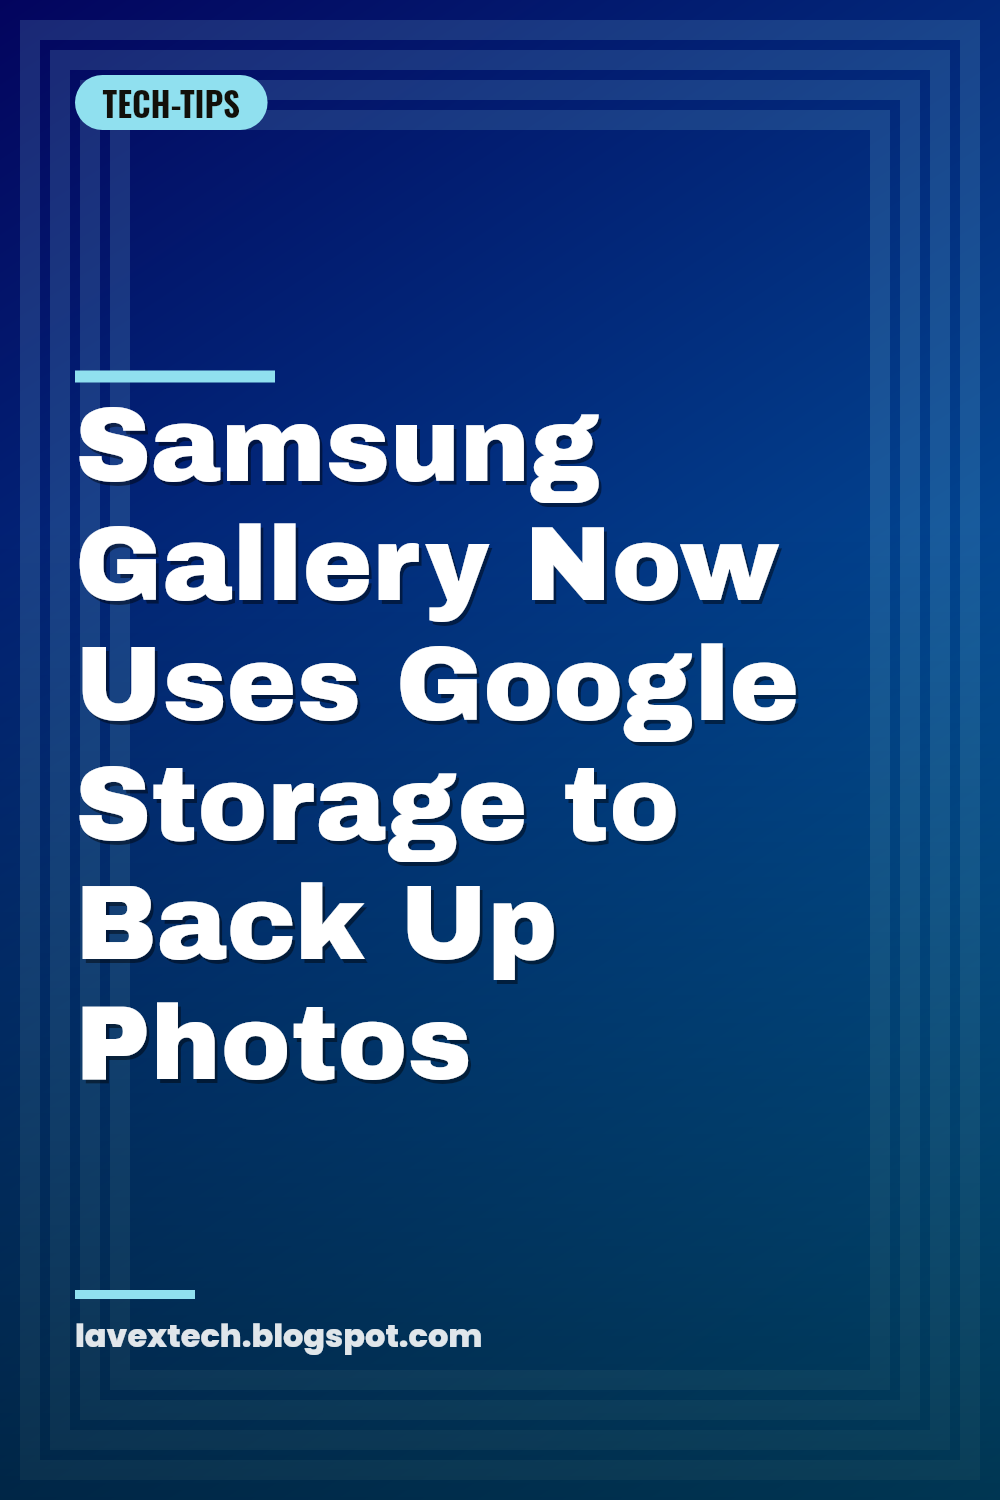 TECH-TIPS
Samsung
Gallery Now
Uses Google
Storage to
Back Up
Photos
lavextech.blogspot.com